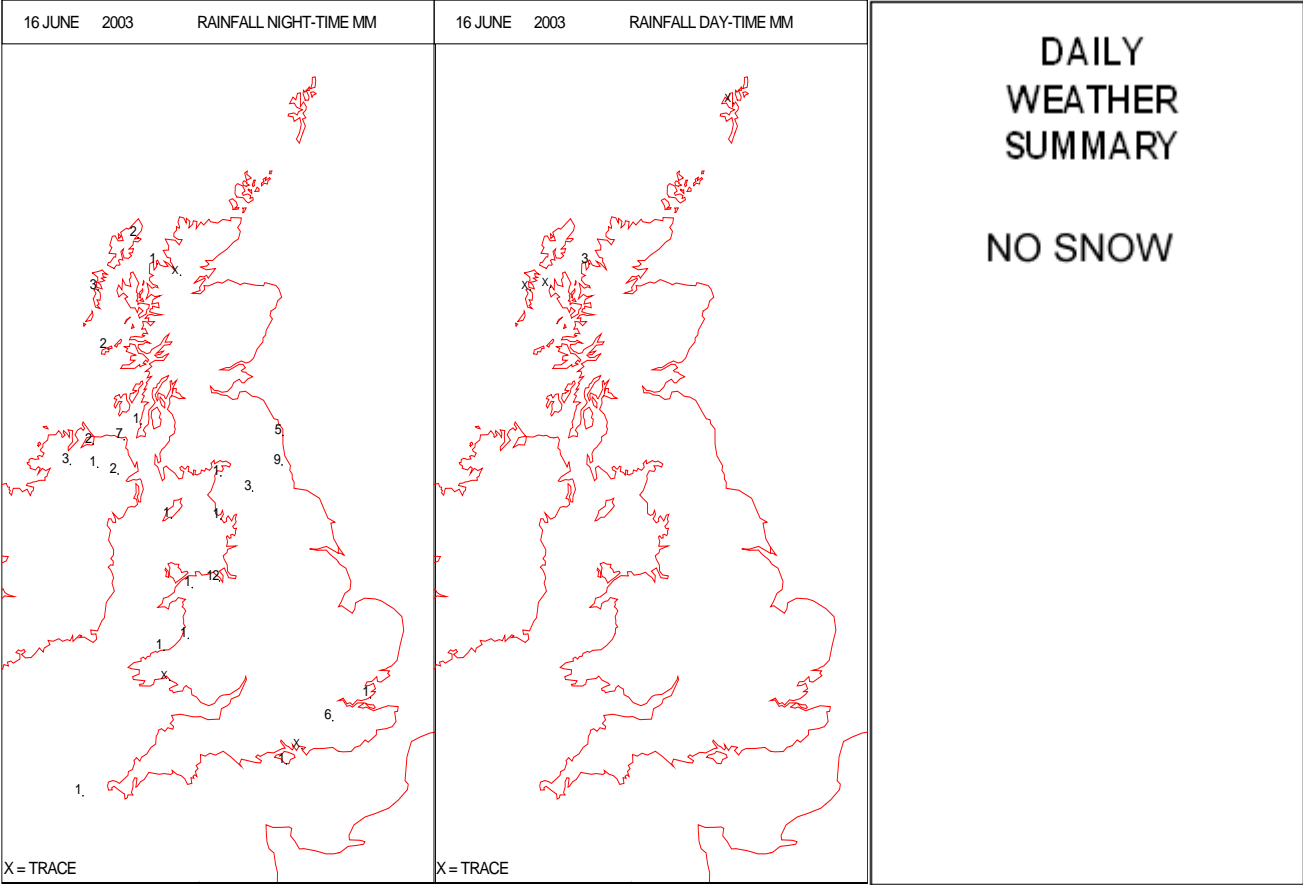 16 JUNE 2003 RAINFALL NIGHT-TIME MM
2
1
X.
3
2
1.
7.
2
5
3.
1.
2.
9.
1
3.
1
1
1.
12
1.
1.
X.
1
6.
X
1
1.
X = TRACE
16 JUNE 2003 RAINFALL DAY-TIME MM
X
3
X
X.
X = TRACE
DAILY
WEATHER
SUMMARY
NO SNOW